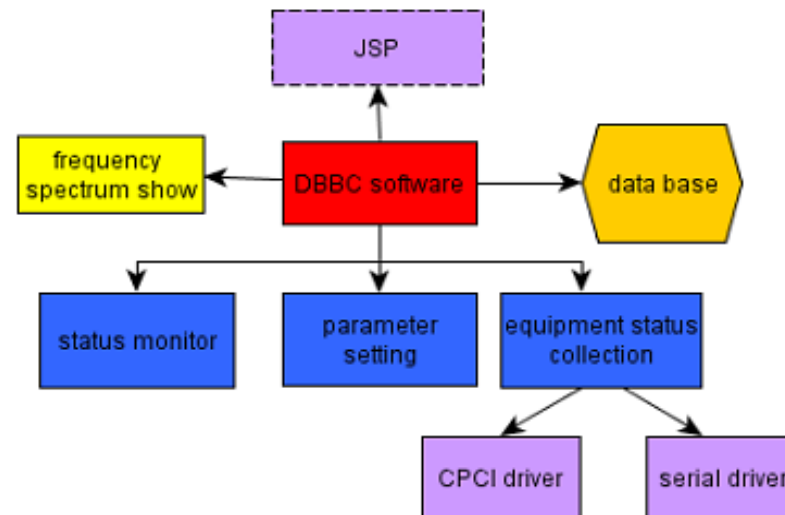 JSP
frequency
spectrum show
DBBC software
data base
status monitor
parameter
setting
equipment status
collection
CPCI driver
serial driver